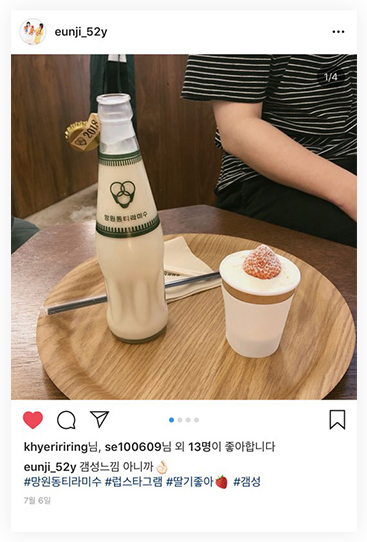 eunji_52y
1/4
2018
망원동티라미수
khyeririring님, se100609님 외 13명이 좋아합니다
eunji_52y 갬성느낌 아니까👌🏻
#망원동티라미수 #럽스타그램 #딸기좋아🍓 #갬성
7월 6일